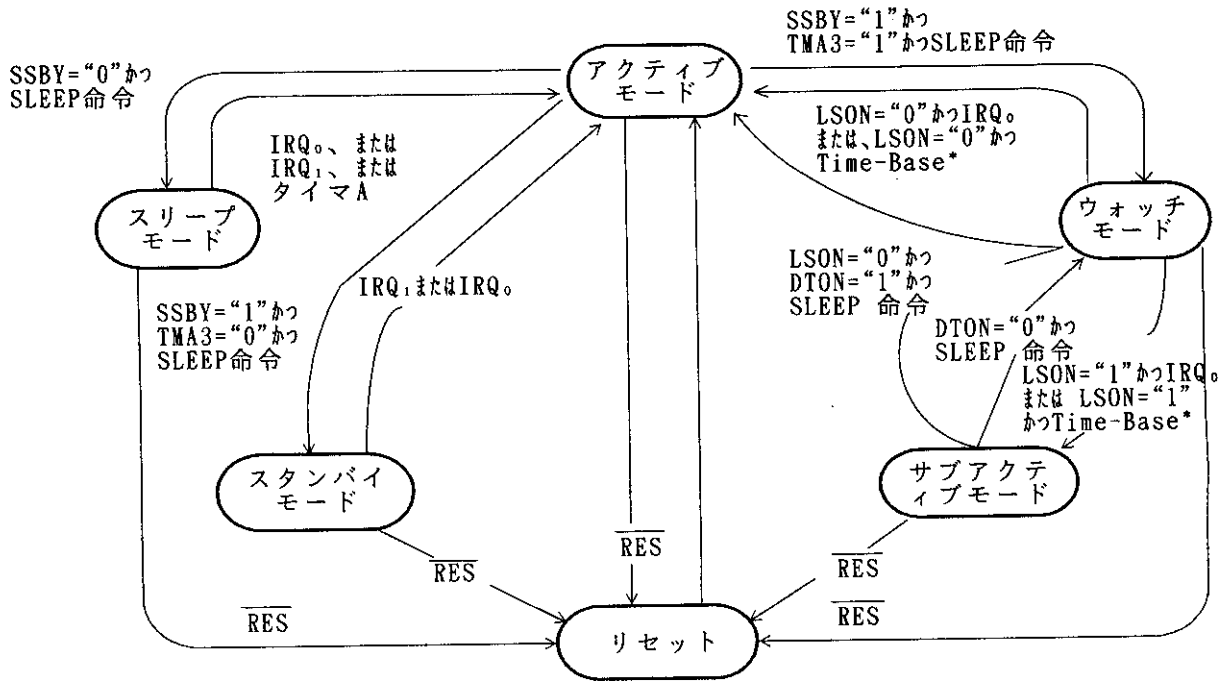 SSBY=“1”かつ
TMA3=“1”かつSLEEP命令
アクティブ
モード
SSBY=“0”かつ
SLEEP命令
IRQ₀、または
IRQ₁、または
タイマA
LSON=“0”かつIRQ₀
または、LSON=“0”かつ
Time-Base*
スリープ
モード
ウォッチ
モード
SSBY=“1”かつ
TMA3=“0”かつ
SLEEP命令
IRQ₁またはIRQ₀
LSON=“0”かつ
DTON=“1”かつ
SLEEP 命令
DTON=“0”かつ
SLEEP 命令
LSON=“1”かつIRQ₀
または LSON=“1”
かつTime-Base*
スタンバイ
モード
サブアクテ
ィブモード
RES
RES
RES
RES
RES
リセット